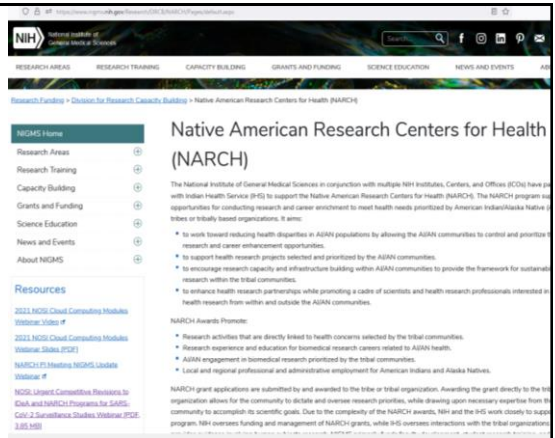 https://www.nigms.nih.gov/Research/DRCB/NARCH/Pages/default.aspx
NIH
National Institute of
General Medical Sciences
Search
RESEARCH AREAS RESEARCH TRAINING CAPACITY BUILDING GRANTS AND FUNDING SCIENCE EDUCATION NEWS AND EVENTS AB
Research Funding > Division for Research Capacity Building > Native American Research Centers for Health (NARCH)
NIGMS Home
Research Areas
Research Training
Capacity Building
Grants and Funding
Science Education
News and Events
About NIGMS
Resources
2021 NOSI Cloud Computing Modules
Webinar Video
2021 NOSI Cloud Computing Modules
Webinar Slides [PDF]
NARCH PI Meeting NIGMS Update
Webinar
NOSI: Urgent Competitive Revisions to
IDeA and NARCH Programs for SARS-
CoV-2 Surveillance Studies Webinar [PDF,
3.85 MB]
Native American Research Centers for Health
(NARCH)
The National Institute of General Medical Sciences in conjunction with multiple NIH Institutes, Centers, and Offices (ICOs) have pa
with Indian Health Service (IHS) to support the Native American Research Centers for Health (NARCH). The NARCH program sup
opportunities for conducting research and career enrichment to meet health needs prioritized by American Indian/Alaska Native (
tribes or tribally based organizations. It aims:
to work toward reducing health disparities in AI/AN populations by allowing the AI/AN communities to control and prioritize t
research and career enhancement opportunities.
to support health research projects selected and prioritized by the AI/AN communities.
to encourage research capacity and infrastructure building within AI/AN communities to provide the framework for sustainab
research within the tribal communities.
to enhance health research partnerships while promoting a cadre of scientists and health research professionals interested in
health research from within and outside the AI/AN communities.
NARCH Awards Promote:
Research activities that are directly linked to health concerns selected by the tribal communities.
Research experience and education for biomedical research careers related to AI/AN health.
AI/AN engagement in biomedical research prioritized by the tribal communities.
Local and regional professional and administrative employment for American Indians and Alaska Natives.
NARCH grant applications are submitted by and awarded to the tribe or tribal organization. Awarding the grant directly to the trib
organization allows for the community to dictate and oversee research priorities, while drawing upon necessary expertise from th
community to accomplish its scientific goals. Due to the complexity of the NARCH awards, NIH and the IHS work closely to supp
program. NIH oversees funding and management of NARCH grants, while IHS oversees interactions with the tribal organizations